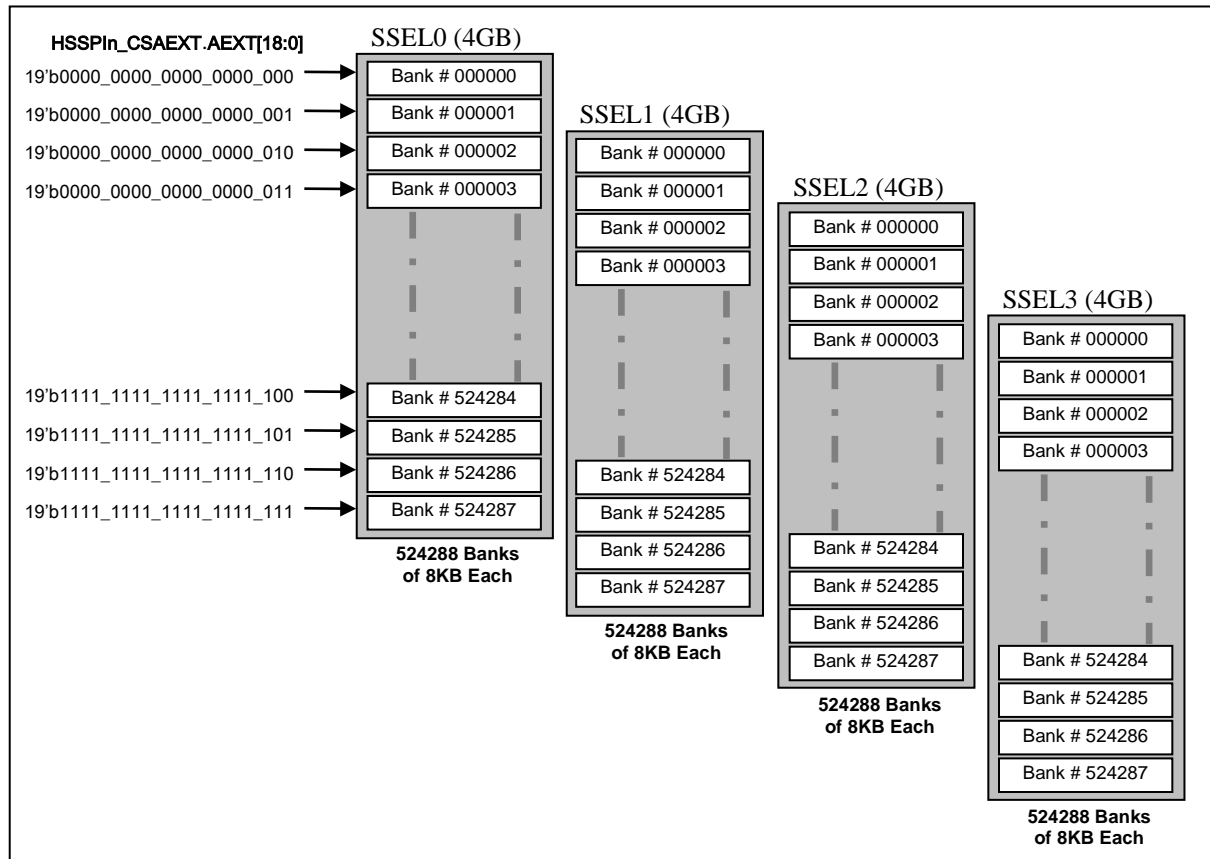 HSSPIn_CSAEXT.AEXT[18:0]
19'b0000_0000_0000_0000_000
19'b0000_0000_0000_0000_001
19'b0000_0000_0000_0000_010
19'b0000_0000_0000_0000_011
19'b1111_1111_1111_1111_100
19'b1111_1111_1111_1111_101
19'b1111_1111_1111_1111_110
19'b1111_1111_1111_1111_111
SSEL0 (4GB)
Bank # 000000
Bank # 000001
Bank # 000002
Bank # 000003
Bank # 524284
Bank # 524285
Bank # 524286
Bank # 524287
524288 Banks
of 8KB Each
SSEL1 (4GB)
Bank # 000000
Bank # 000001
Bank # 000002
Bank # 000003
Bank # 524284
Bank # 524285
Bank # 524286
Bank # 524287
524288 Banks
of 8KB Each
SSEL2 (4GB)
Bank # 000000
Bank # 000001
Bank # 000002
Bank # 000003
Bank # 524284
Bank # 524285
Bank # 524286
Bank # 524287
524288 Banks
of 8KB Each
SSEL3 (4GB)
Bank # 000000
Bank # 000001
Bank # 000002
Bank # 000003
Bank # 524284
Bank # 524285
Bank # 524286
Bank # 524287
524288 Banks
of 8KB Each